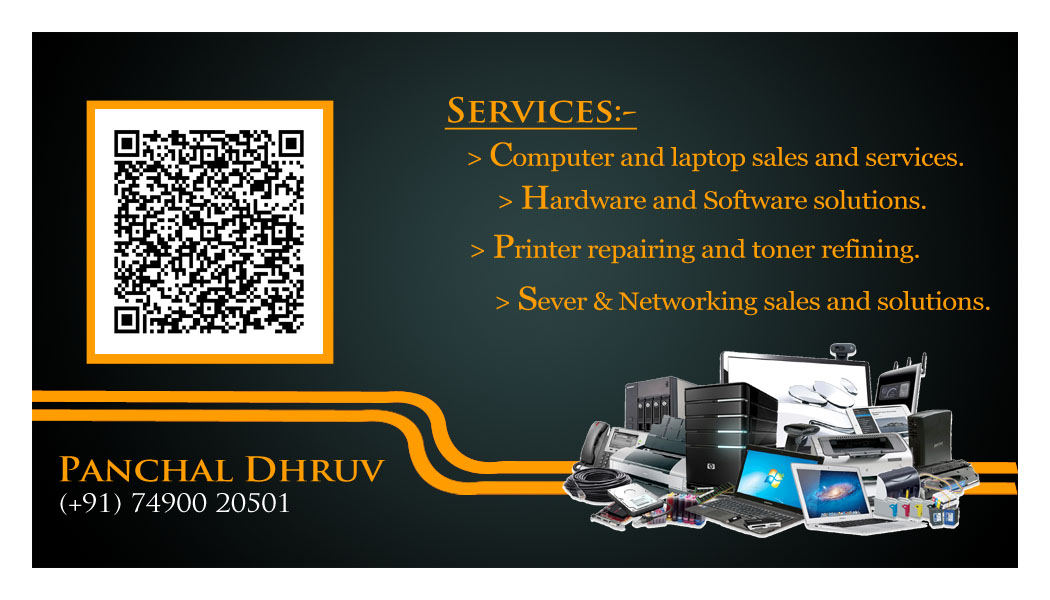 SERVICES:-
> Computer and laptop sales and services.
> Hardware and Software solutions.
> Printer repairing and toner refining.
> Sever & Networking sales and solutions.
PANCHAL DHRUV
(+91) 74900 20501